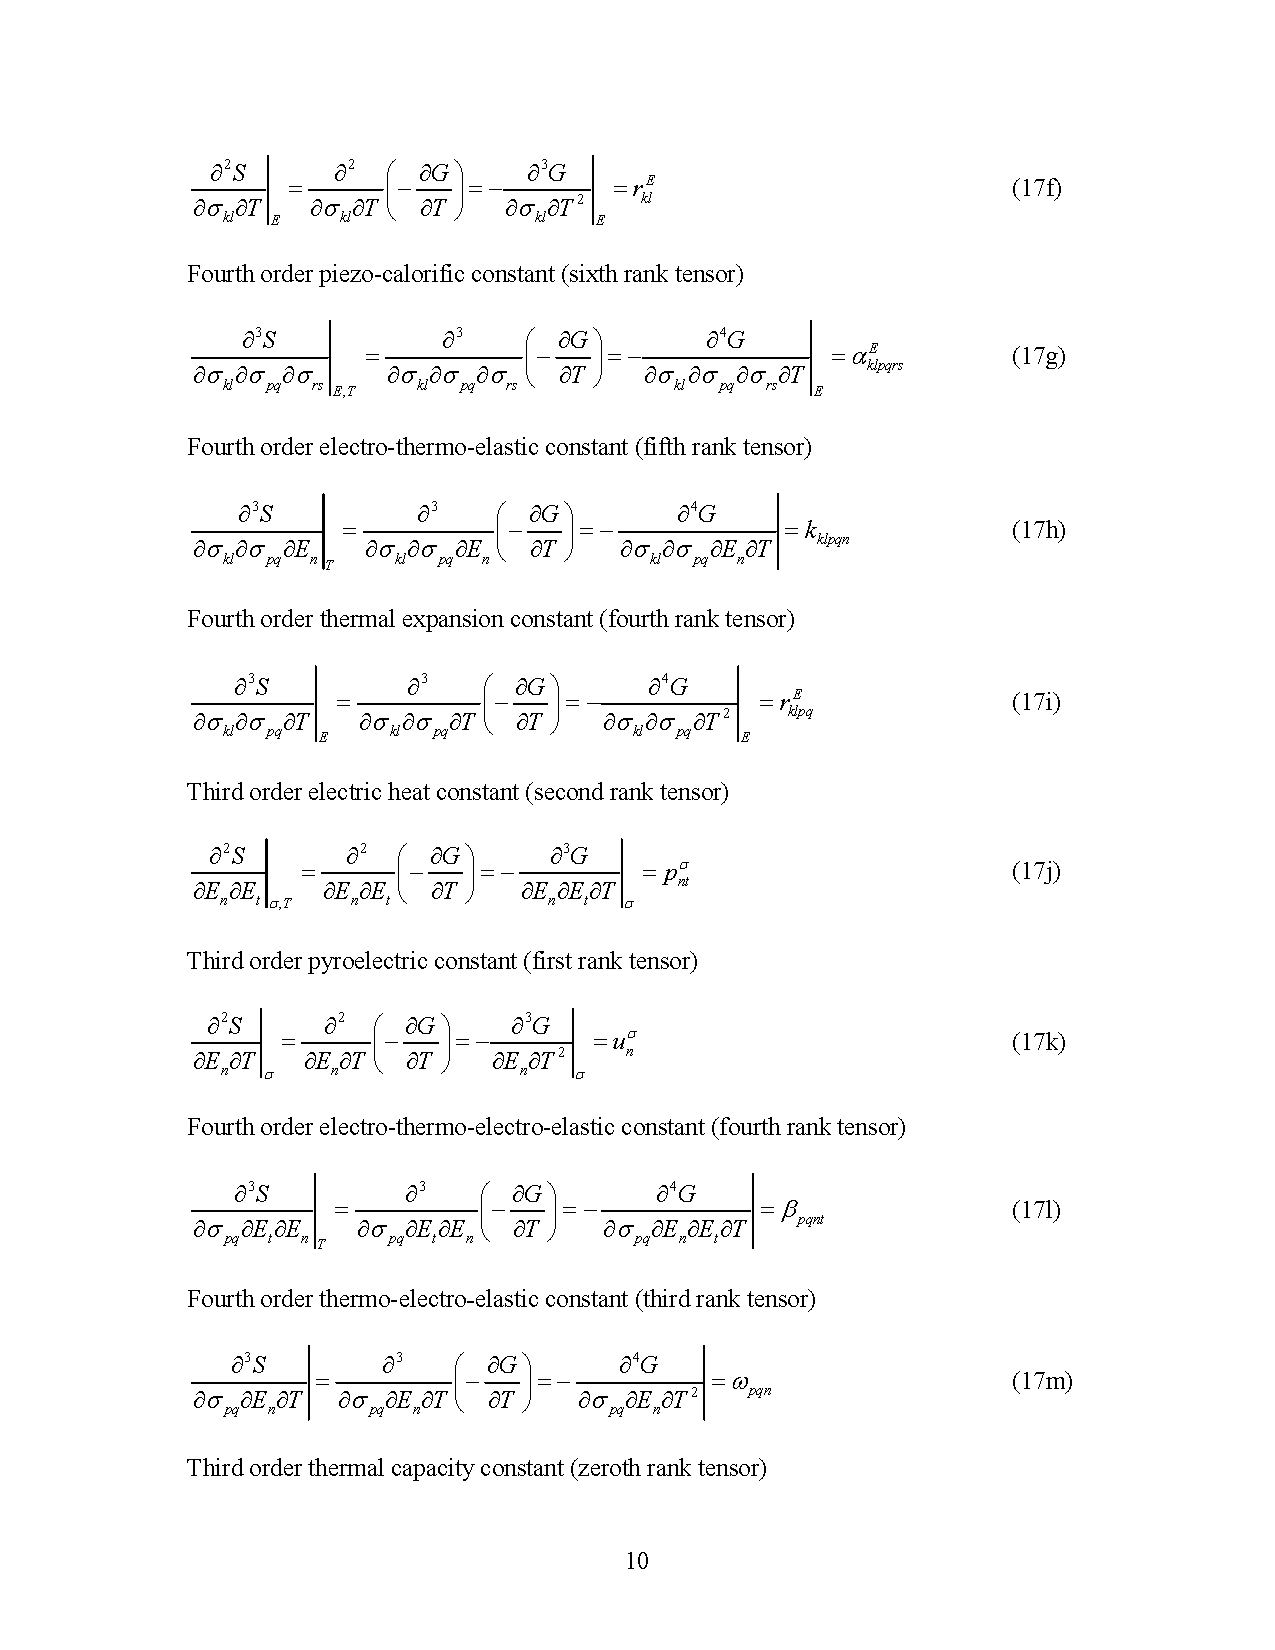 ∂²S/∂σ_kl∂T |_E = ∂²/∂σ_kl∂T (−∂G/∂T) = −∂³G/∂σ_kl∂T² |_E = r_kl^E (17f)
Fourth order piezo-calorific constant (sixth rank tensor)
∂³S/∂σ_kl∂σ_pq∂σ_rs |_E,T = ∂³/∂σ_kl∂σ_pq∂σ_rs (−∂G/∂T) = −∂⁴G/∂σ_kl∂σ_pq∂σ_rs∂T |_E = α_klpqrs^E (17g)
Fourth order electro-thermo-elastic constant (fifth rank tensor)
∂³S/∂σ_kl∂σ_pq∂E_n |_T = ∂³/∂σ_kl∂σ_pq∂E_n (−∂G/∂T) = −∂⁴G/∂σ_kl∂σ_pq∂E_n∂T | = k_klpqn (17h)
Fourth order thermal expansion constant (fourth rank tensor)
∂³S/∂σ_kl∂σ_pq∂T |_E = ∂³/∂σ_kl∂σ_pq∂T (−∂G/∂T) = −∂⁴G/∂σ_kl∂σ_pq∂T² |_E = r_klpq^E (17i)
Third order electric heat constant (second rank tensor)
∂²S/∂E_n∂E_t |_σ,T = ∂²/∂E_n∂E_t (−∂G/∂T) = −∂³G/∂E_n∂E_t∂T |_σ = p_nt^σ (17j)
Third order pyroelectric constant (first rank tensor)
∂²S/∂E_n∂T |_σ = ∂²/∂E_n∂T (−∂G/∂T) = −∂³G/∂E_n∂T² |_σ = u_n^σ (17k)
Fourth order electro-thermo-electro-elastic constant (fourth rank tensor)
∂³S/∂σ_pq∂E_t∂E_n |_T = ∂³/∂σ_pq∂E_t∂E_n (−∂G/∂T) = −∂⁴G/∂σ_pq∂E_n∂E_t∂T | = β_pqnt (17l)
Fourth order thermo-electro-elastic constant (third rank tensor)
∂³S/∂σ_pq∂E_n∂T | = ∂³/∂σ_pq∂E_n∂T (−∂G/∂T) = −∂⁴G/∂σ_pq∂E_n∂T² | = ω_pqn (17m)
Third order thermal capacity constant (zeroth rank tensor)
10